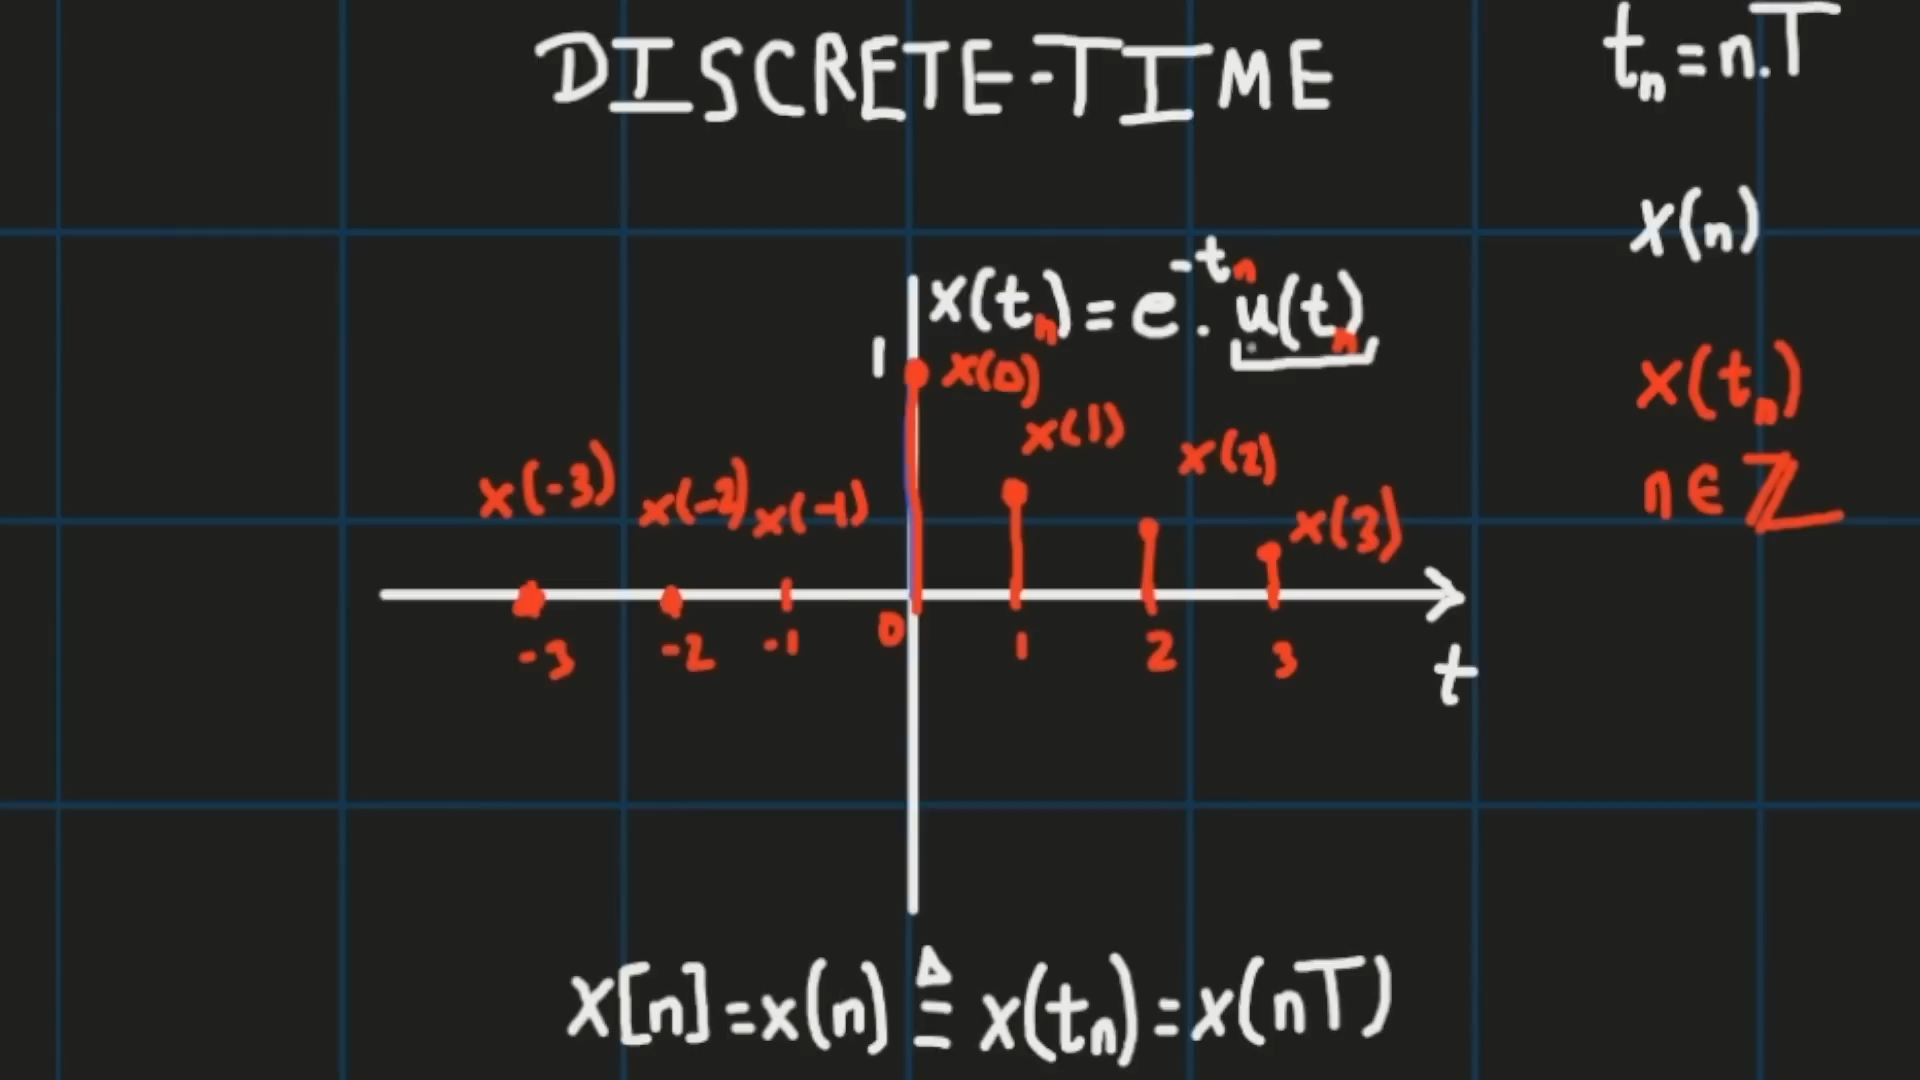 DISCRETE-TIME
tₙ = n.T
x(n)
x(tₙ) = e^(-tₙ) . u(tₙ)
1
x(0)
x(tₙ)
n ∈ ℤ
x(-3) x(-2) x(-1) x(1) x(2) x(3)
-3 -2 -1 0 1 2 3
t
x[n] = x(n) ≜ x(tₙ) = x(nT)